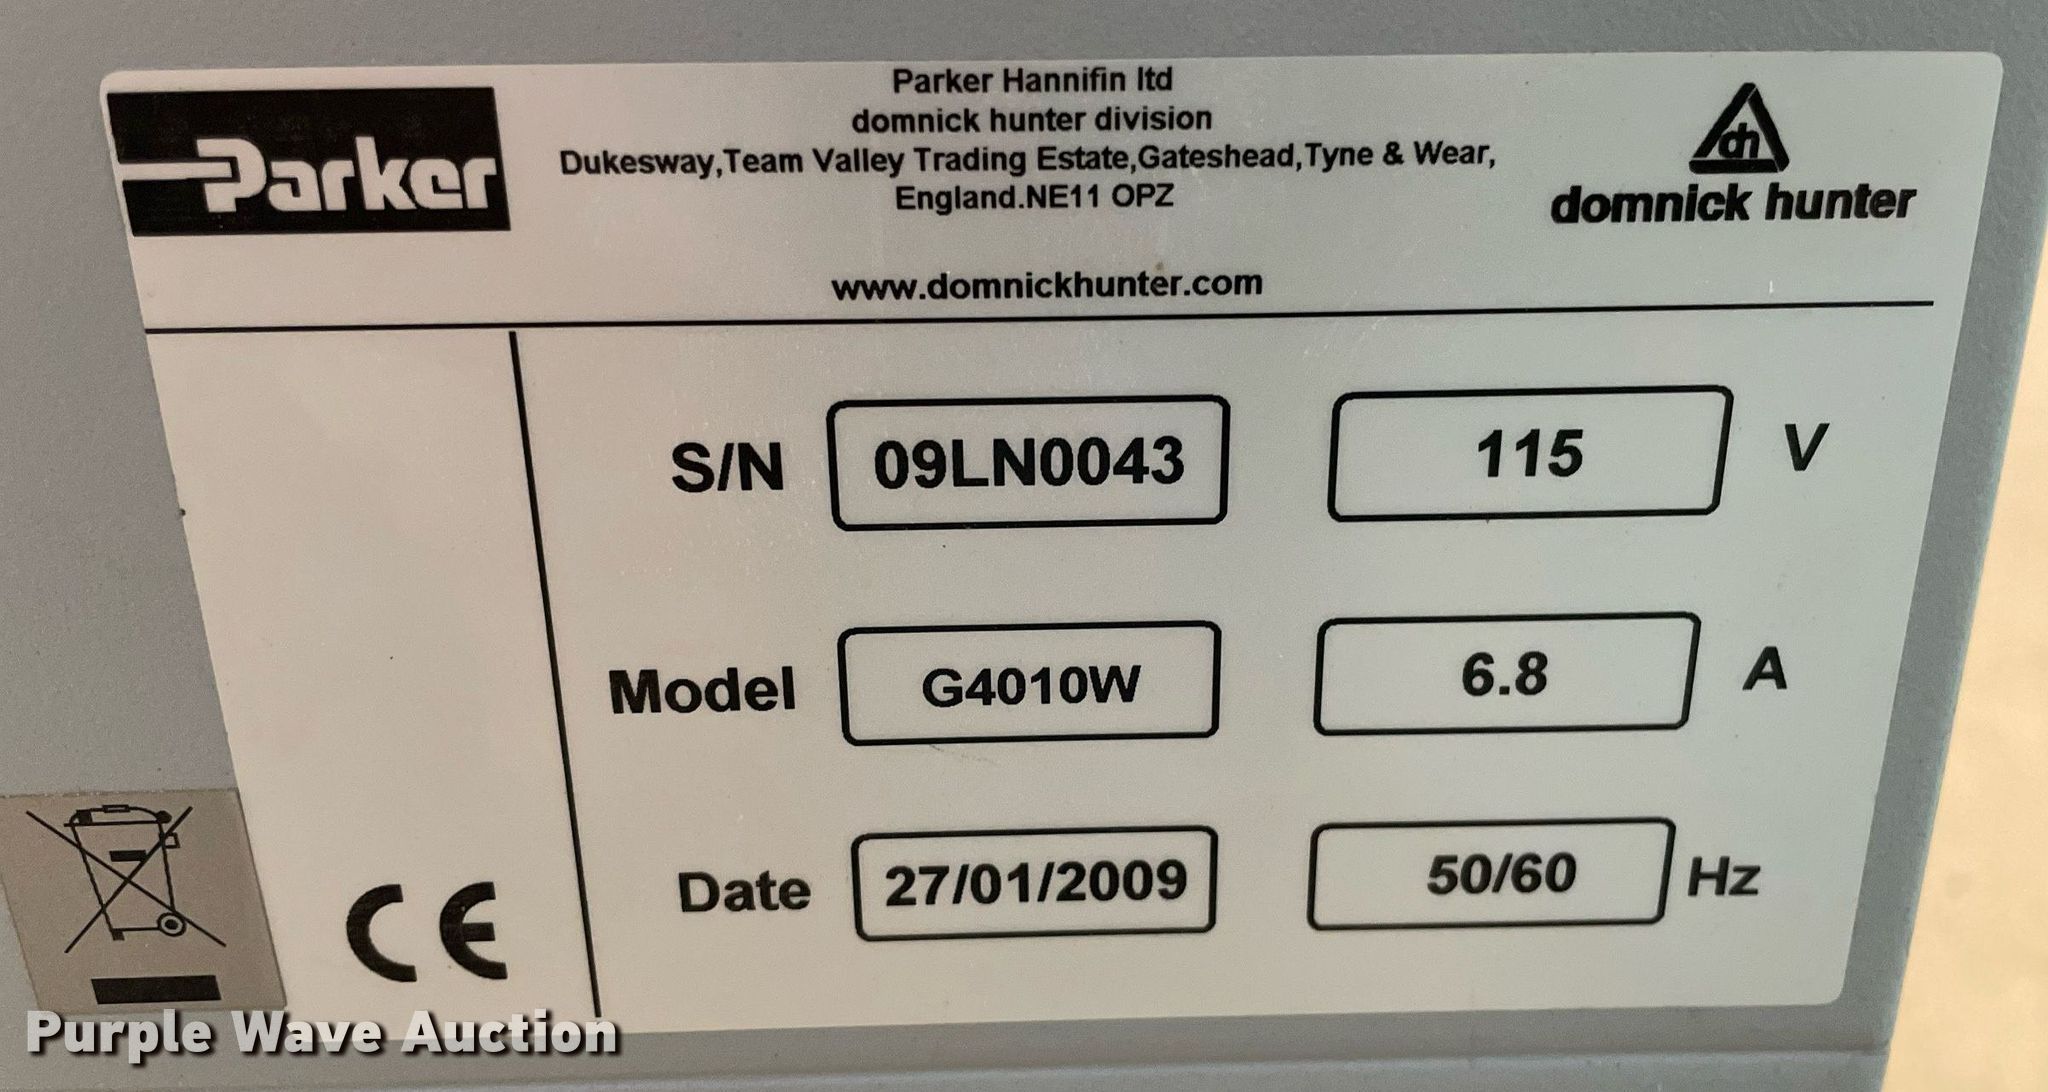 Parker
Parker Hannifin ltd
domnick hunter division
Dukesway,Team Valley Trading Estate,Gateshead,Tyne & Wear,
England.NE11 OPZ
www.domnickhunter.com
dh
domnick hunter
S/N 09LN0043 115 V
Model G4010W 6.8 A
Date 27/01/2009 50/60 Hz
CE
Purple Wave Auction